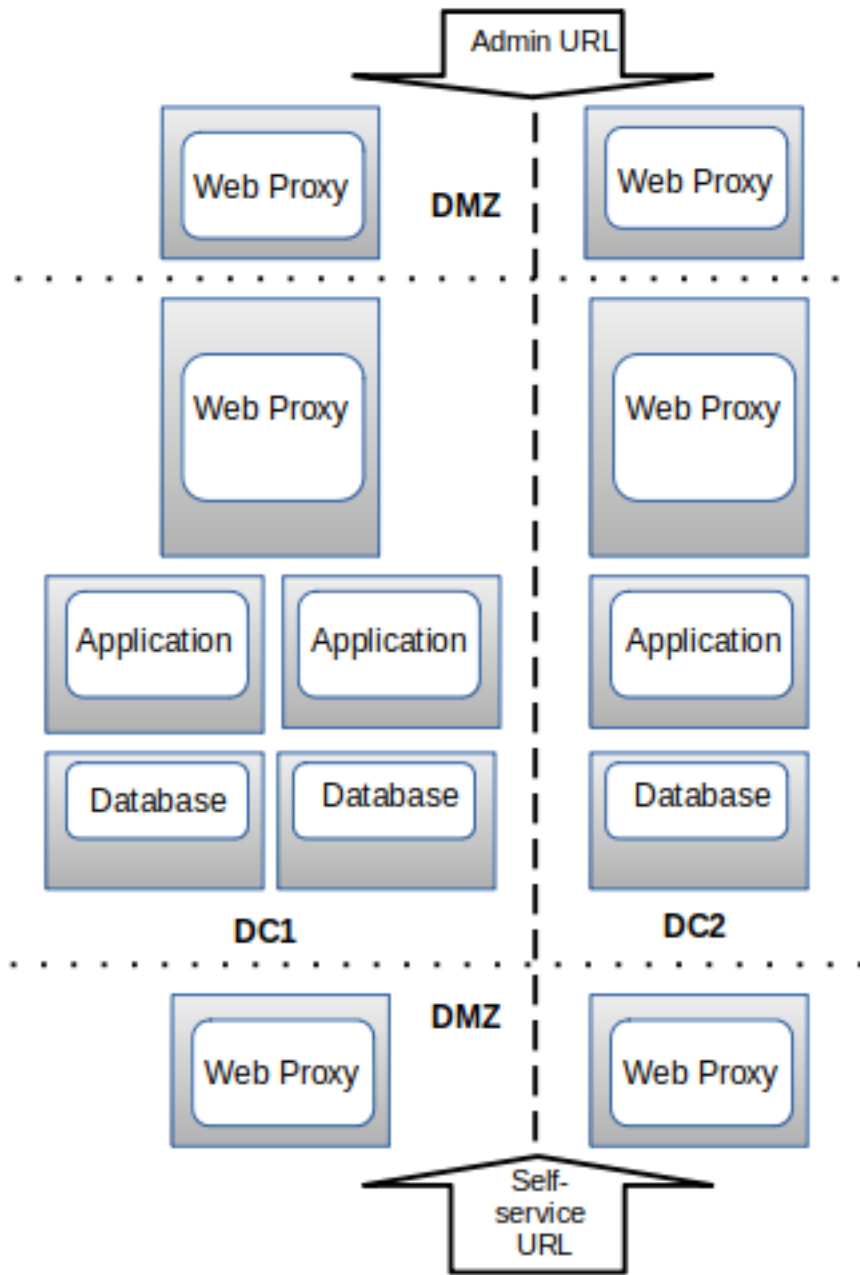 Admin URL
Web Proxy
Web Proxy
DMZ
Web Proxy
Web Proxy
Application
Application
Application
Database
Database
Database
DC1
DC2
DMZ
Web Proxy
Web Proxy
Self-
service
URL